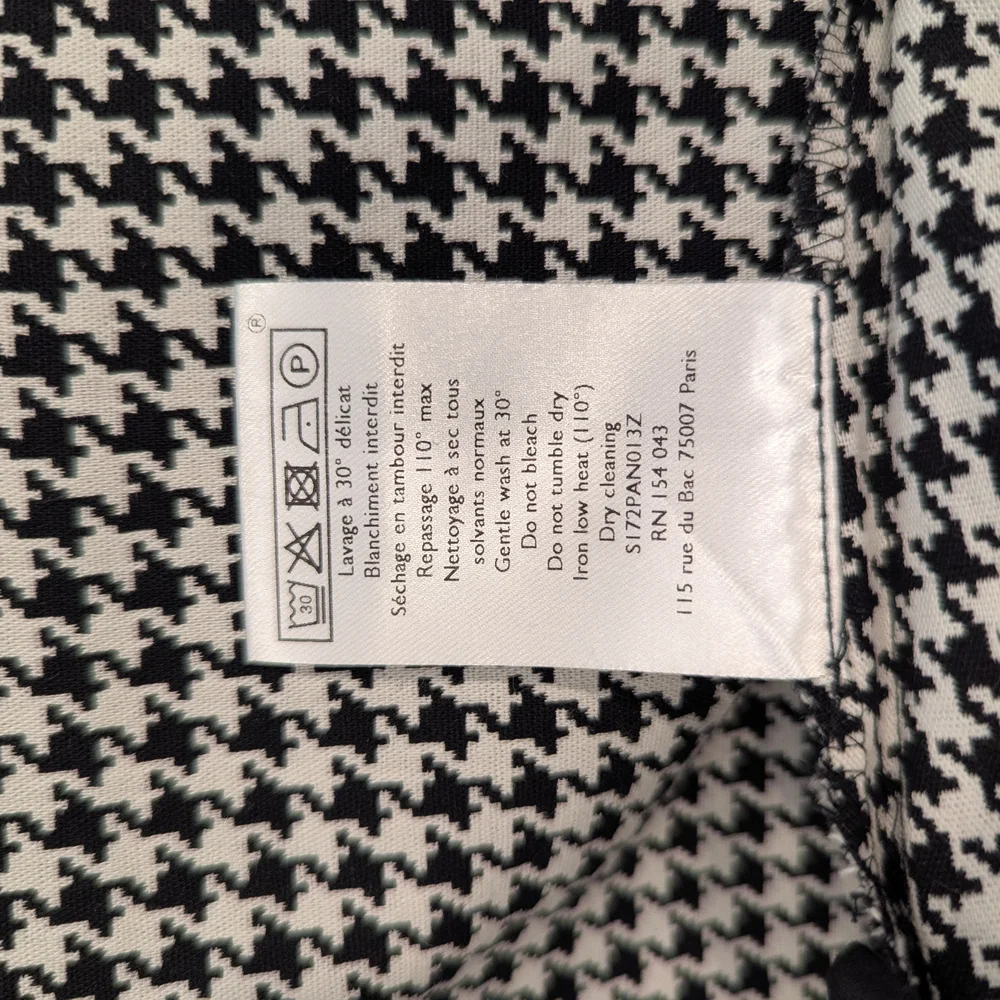 ®
30 P
Lavage à 30° délicat
Blanchiment interdit
Séchage en tambour interdit
Repassage 110° max
Nettoyage à sec tous
solvants normaux
Gentle wash at 30°
Do not bleach
Do not tumble dry
Iron low heat (110°)
Dry cleaning
S172PAN013Z
RN 154 043
115 rue du Bac 75007 Paris